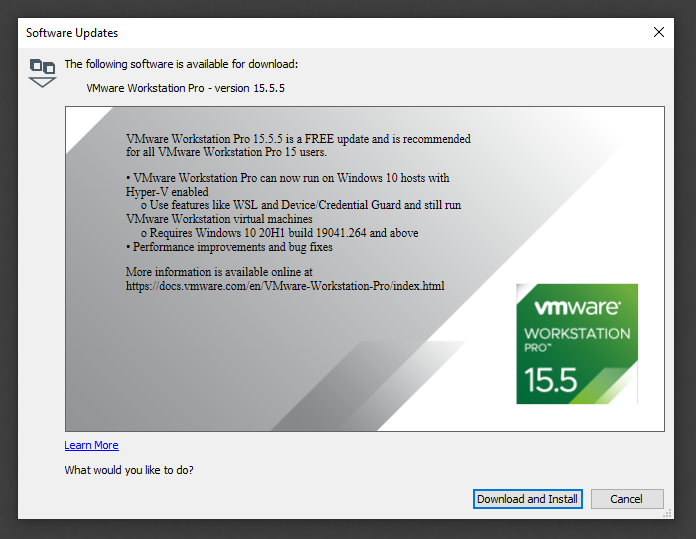 Software Updates
The following software is available for download:
VMware Workstation Pro - version 15.5.5
VMware Workstation Pro 15.5.5 is a FREE update and is recommended
for all VMware Workstation Pro 15 users.
• VMware Workstation Pro can now run on Windows 10 hosts with
Hyper-V enabled
o Use features like WSL and Device/Credential Guard and still run
VMware Workstation virtual machines
o Requires Windows 10 20H1 build 19041.264 and above
• Performance improvements and bug fixes
More information is available online at
https://docs.vmware.com/en/VMware-Workstation-Pro/index.html
vmware®
WORKSTATION
PRO™
15.5
Learn More
What would you like to do?
Download and Install
Cancel